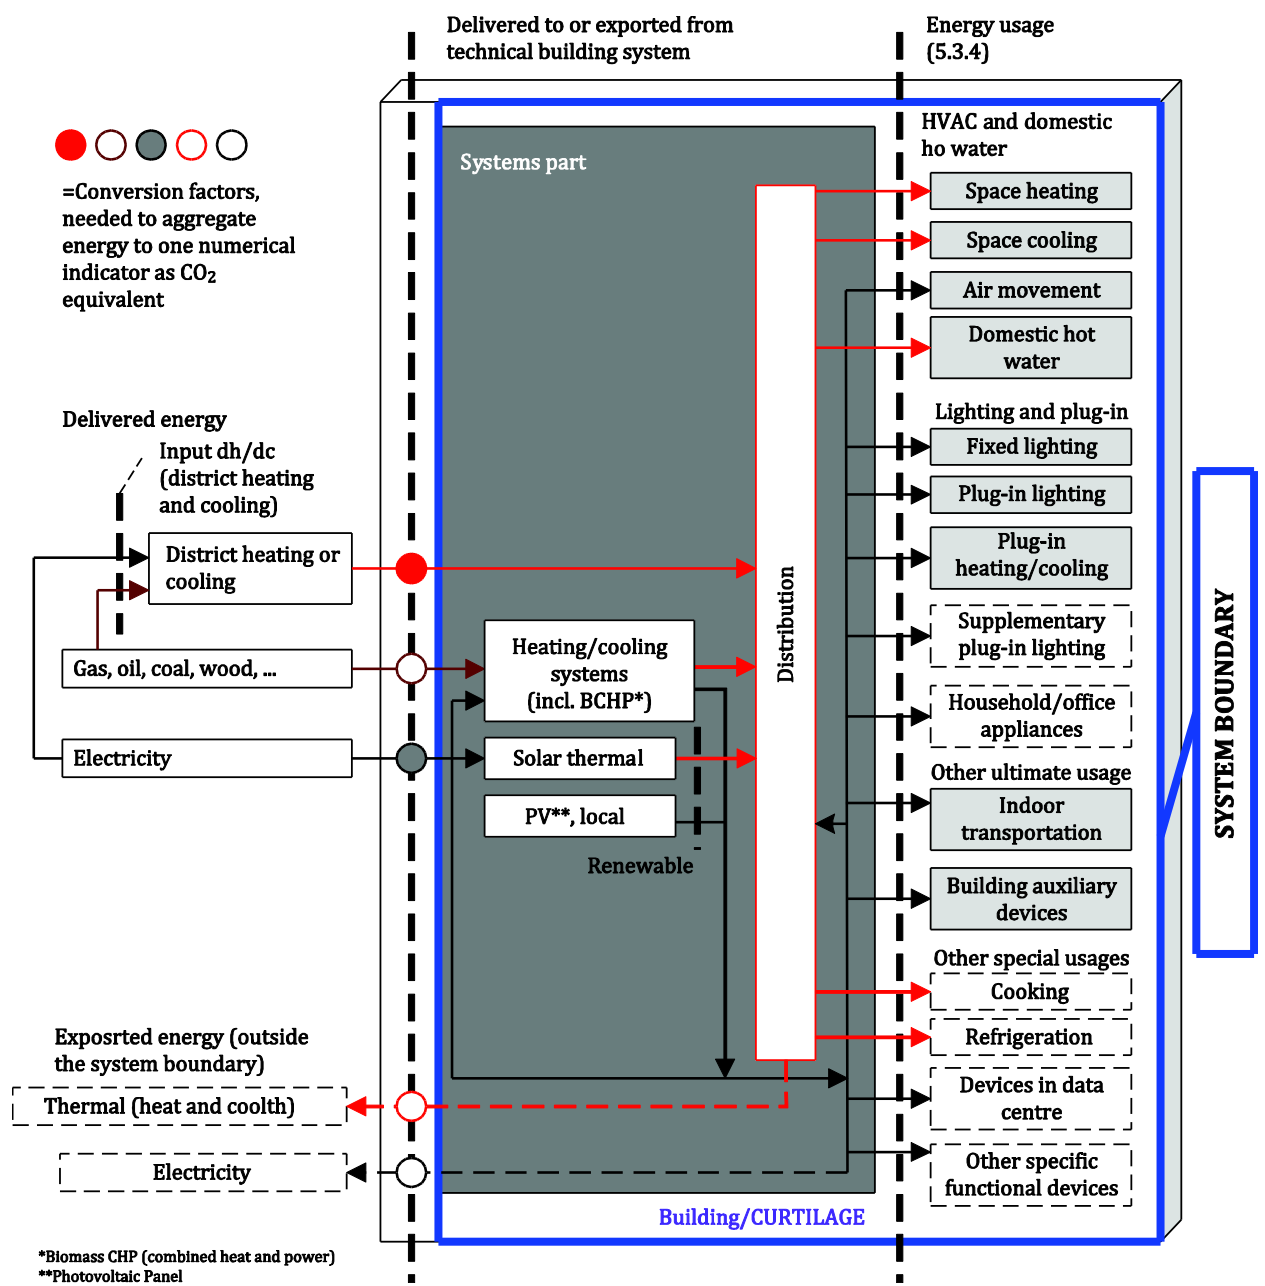 Delivered to or exported from
technical building system
Energy usage
(5.3.4)
=Conversion factors,
needed to aggregate
energy to one numerical
indicator as CO₂
equivalent
Systems part
HVAC and domestic
ho water
Space heating
Space cooling
Air movement
Domestic hot
water
Delivered energy
Input dh/dc
(district heating
and cooling)
District heating or
cooling
Gas, oil, coal, wood, ...
Electricity
Heating/cooling
systems
(incl. BCHP*)
Solar thermal
PV**, local
Renewable
Distribution
Lighting and plug-in
Fixed lighting
Plug-in lighting
Plug-in
heating/cooling
Supplementary
plug-in lighting
Household/office
appliances
Other ultimate usage
Indoor
transportation
Building auxiliary
devices
Other special usages
Cooking
Refrigeration
Devices in data
centre
Other specific
functional devices
SYSTEM BOUNDARY
Exposrted energy (outside
the system boundary)
Thermal (heat and coolth)
Electricity
Building/CURTILAGE
*Biomass CHP (combined heat and power)
**Photovoltaic Panel